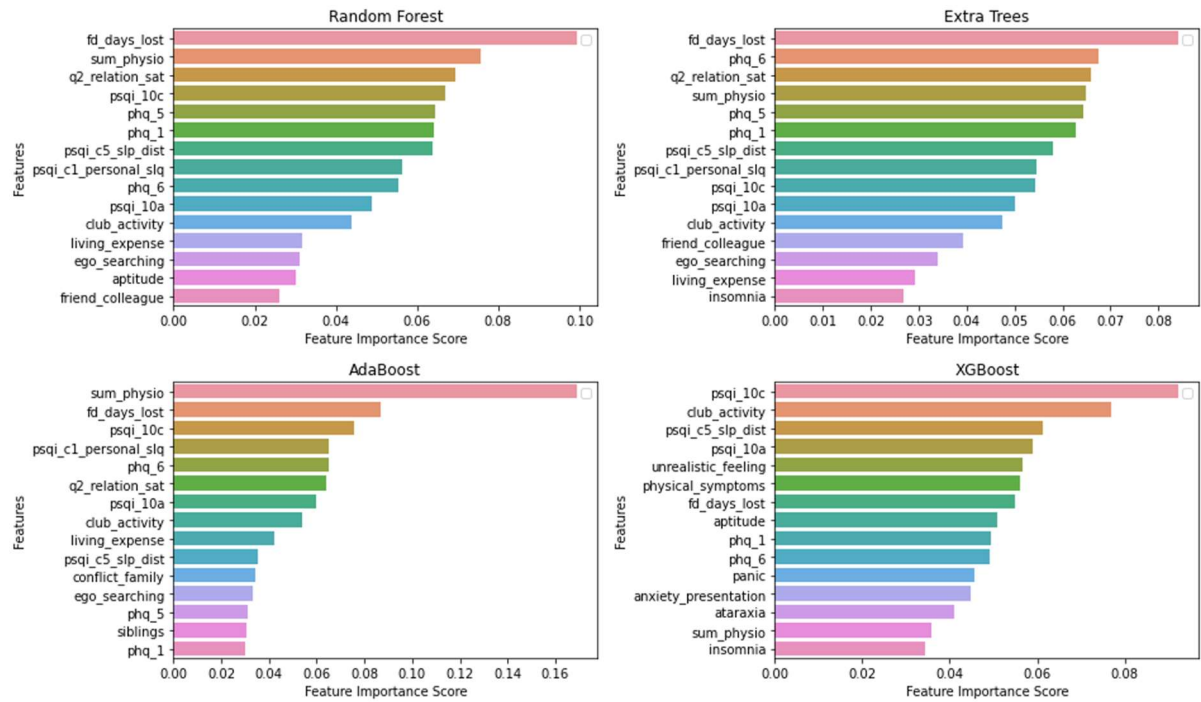 Random Forest
fd_days_lost
sum_physio
q2_relation_sat
psqi_10c
phq_5
phq_1
psqi_c5_slp_dist
psqi_c1_personal_slq
phq_6
psqi_10a
club_activity
living_expense
ego_searching
aptitude
friend_colleague
Features
0.00 0.02 0.04 0.06 0.08 0.10
Feature Importance Score
Extra Trees
fd_days_lost
phq_6
q2_relation_sat
sum_physio
phq_5
phq_1
psqi_c5_slp_dist
psqi_c1_personal_slq
psqi_10c
psqi_10a
club_activity
friend_colleague
ego_searching
living_expense
insomnia
Features
0.00 0.01 0.02 0.03 0.04 0.05 0.06 0.07 0.08
Feature Importance Score
AdaBoost
sum_physio
fd_days_lost
psqi_10c
psqi_c1_personal_slq
phq_6
q2_relation_sat
psqi_10a
club_activity
living_expense
psqi_c5_slp_dist
conflict_family
ego_searching
phq_5
siblings
phq_1
Features
0.00 0.02 0.04 0.06 0.08 0.10 0.12 0.14 0.16
Feature Importance Score
XGBoost
psqi_10c
club_activity
psqi_c5_slp_dist
psqi_10a
unrealistic_feeling
physical_symptoms
fd_days_lost
aptitude
phq_1
phq_6
panic
anxiety_presentation
ataraxia
sum_physio
insomnia
Features
0.00 0.02 0.04 0.06 0.08
Feature Importance Score